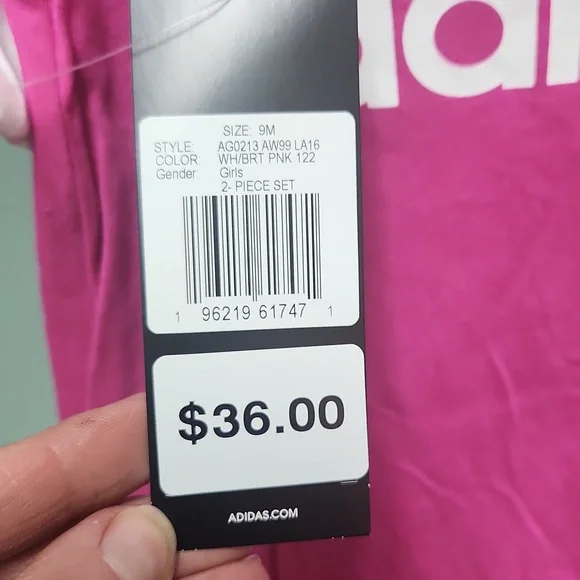 adi
SIZE: 9M
STYLE: AG0213 AW99 LA16
COLOR: WH/BRT PNK 122
Gender: Girls
2- PIECE SET
1 96219 61747 1
$36.00
ADIDAS.COM